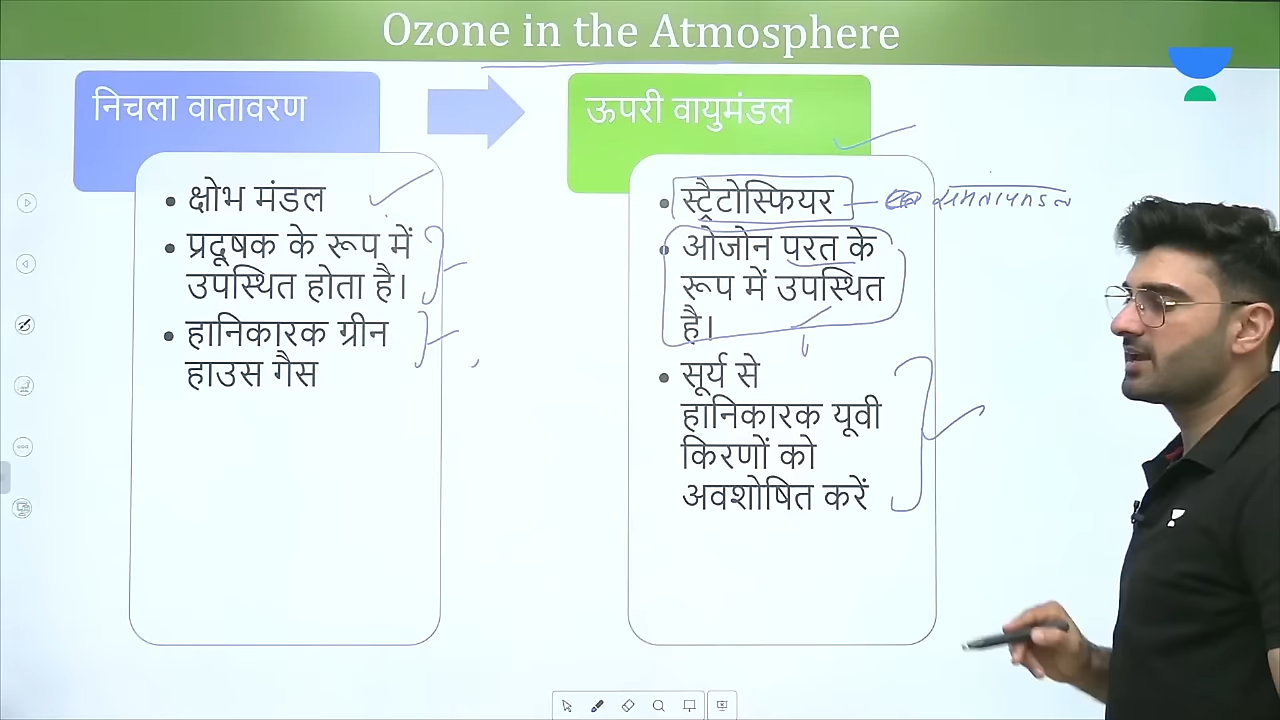 Ozone in the Atmosphere
निचला वातावरण
• क्षोभ मंडल
• प्रदूषक के रूप में
उपस्थित होता है।
• हानिकारक ग्रीन
हाउस गैस
ऊपरी वायुमंडल
• स्ट्रैटोस्फियर
• ओजोन परत के
रूप में उपस्थित
है।
• सूर्य से
हानिकारक यूवी
किरणों को
अवशोषित करें